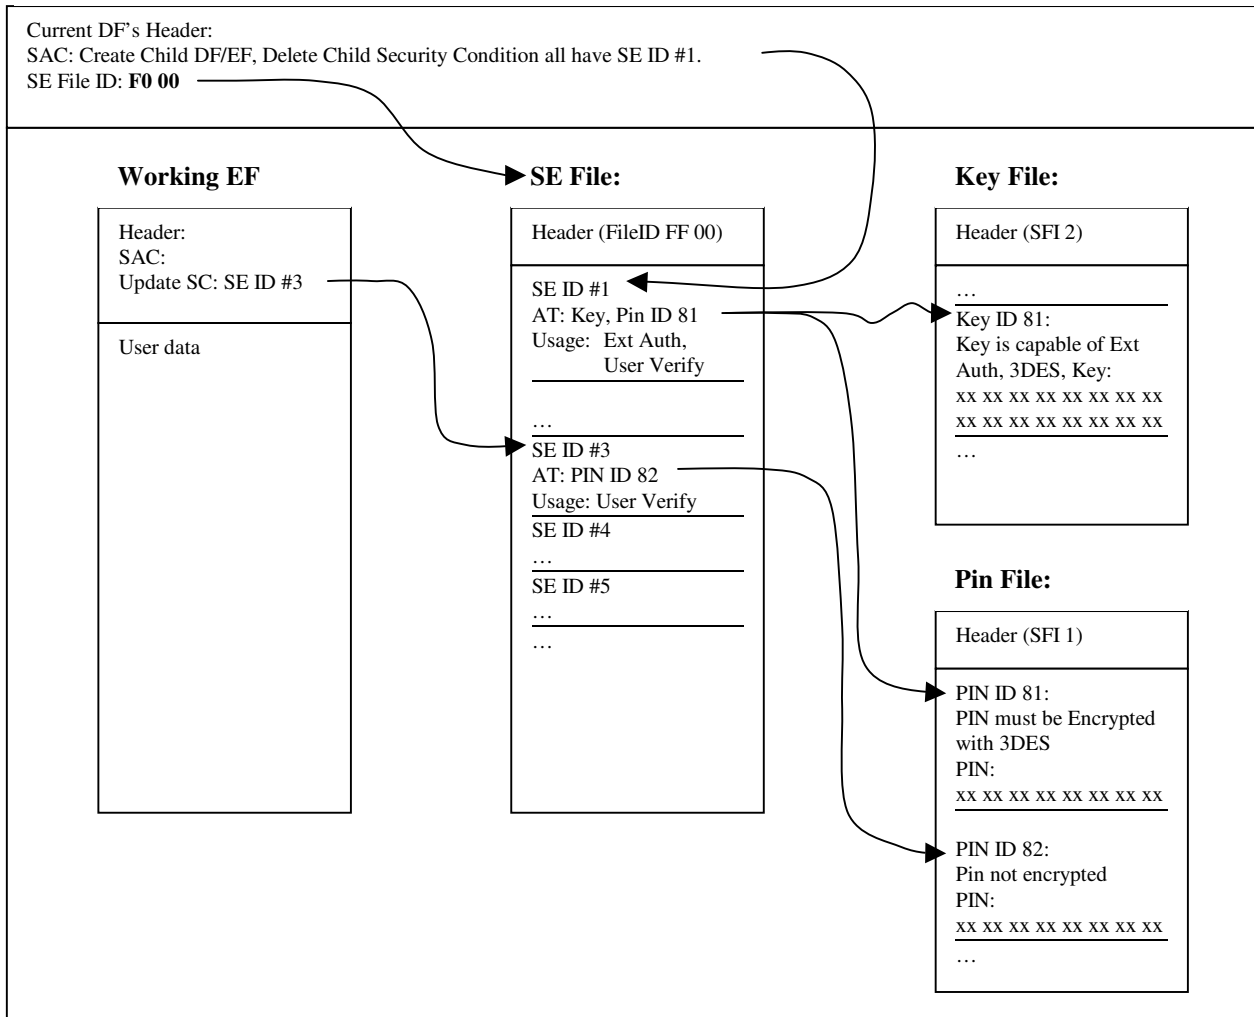 Current DF's Header:
SAC: Create Child DF/EF, Delete Child Security Condition all have SE ID #1.
SE File ID: F0 00
Working EF
Header:
SAC:
Update SC: SE ID #3
User data
SE File:
Header (FileID FF 00)
SE ID #1
AT: Key, Pin ID 81
Usage: Ext Auth,
User Verify
…
SE ID #3
AT: PIN ID 82
Usage: User Verify
SE ID #4
…
SE ID #5
…
…
Key File:
Header (SFI 2)
…
Key ID 81:
Key is capable of Ext
Auth, 3DES, Key:
xx xx xx xx xx xx xx xx
xx xx xx xx xx xx xx xx
…
Pin File:
Header (SFI 1)
PIN ID 81:
PIN must be Encrypted
with 3DES
PIN:
xx xx xx xx xx xx xx xx
PIN ID 82:
Pin not encrypted
PIN:
xx xx xx xx xx xx xx xx
…